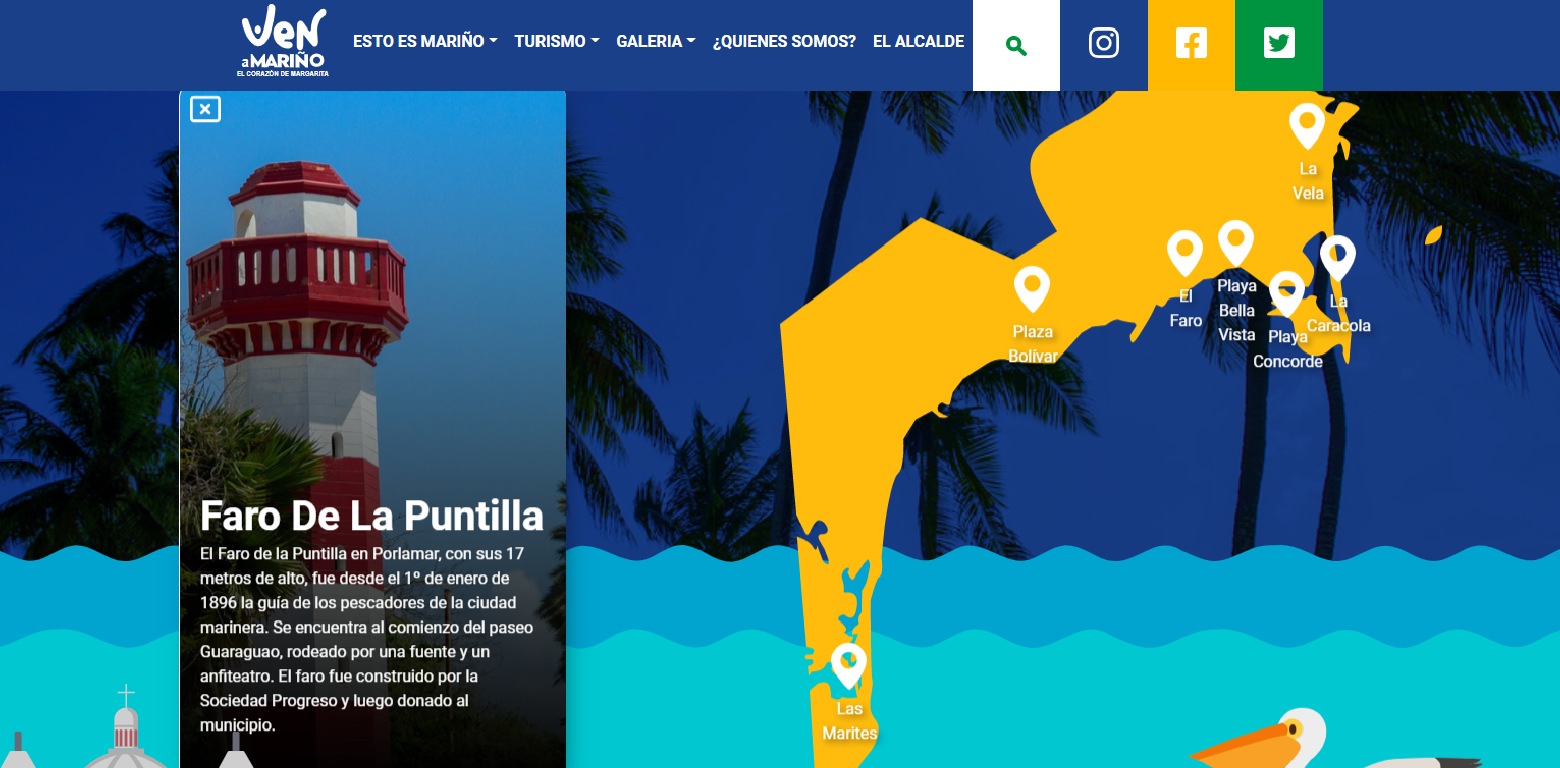 Ven
a MARIÑO
EL CORAZÓN DE MARGARITA
ESTO ES MARIÑO
TURISMO
GALERIA
¿QUIENES SOMOS?
EL ALCALDE
Faro De La Puntilla
El Faro de la Puntilla en Porlamar, con sus 17
metros de alto, fue desde el 1º de enero de
1896 la guía de los pescadores de la ciudad
marinera. Se encuentra al comienzo del paseo
Guaraguao, rodeado por una fuente y un
anfiteatro. El faro fue construido por la
Sociedad Progreso y luego donado al
municipio.
La
Vela
Plaza
Bolívar
El
Faro
Playa
Bella
Vista
Playa
Concorde
La
Caracola
Las
Marites